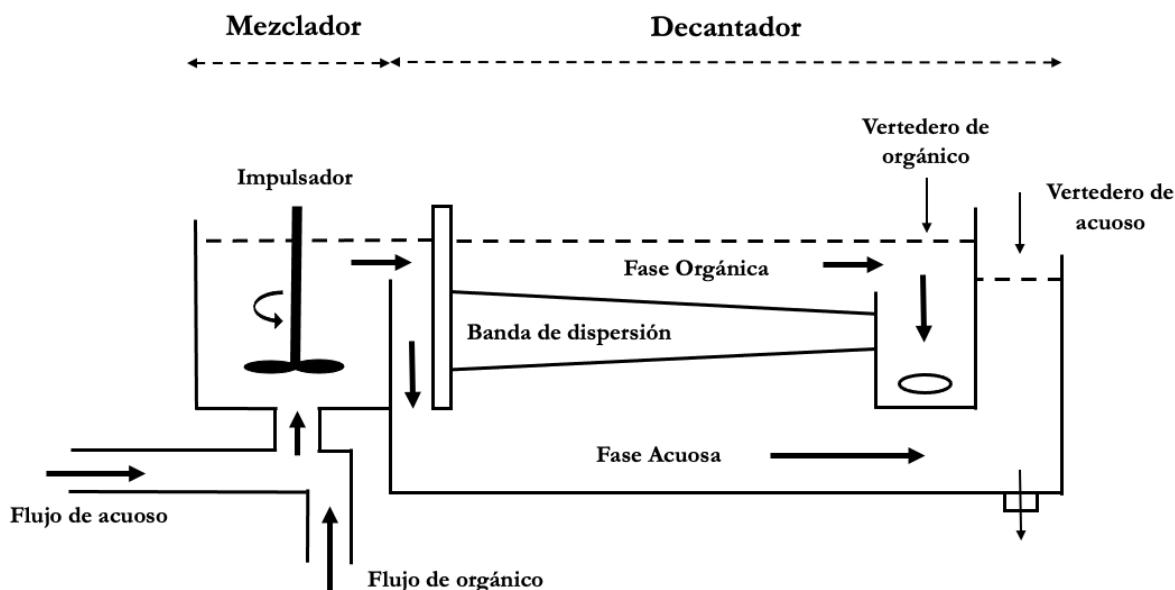 Mezclador
Decantador
Vertedero de
orgánico
Impulsador
Vertedero de
acuoso
Fase Orgánica
Banda de dispersión
Fase Acuosa
Flujo de acuoso
Flujo de orgánico